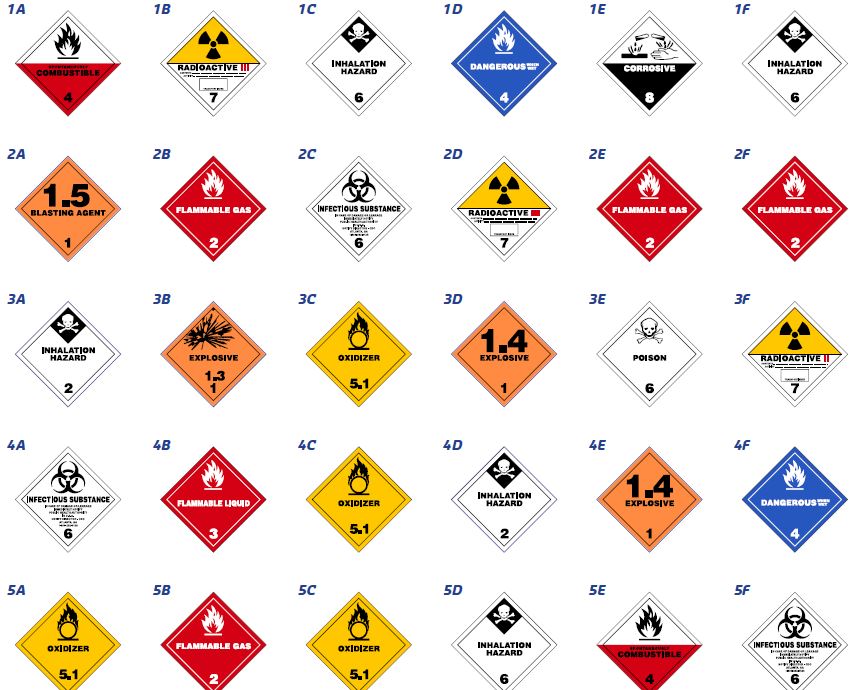 1A 1B 1C 1D 1E 1F
SPONTANEOUSLY
COMBUSTIBLE
4
RADIOACTIVE III
7
INHALATION
HAZARD
6
DANGEROUS WHEN WET
4
CORROSIVE
8
INHALATION
HAZARD
6
2A 2B 2C 2D 2E 2F
1.5
BLASTING AGENT
1
FLAMMABLE GAS
2
INFECTIOUS SUBSTANCE
6
RADIOACTIVE
7
FLAMMABLE GAS
2
FLAMMABLE GAS
2
3A 3B 3C 3D 3E 3F
INHALATION
HAZARD
2
EXPLOSIVE
1.3
1
OXIDIZER
5.1
1.4
EXPLOSIVE
1
POISON
6
RADIOACTIVE II
7
4A 4B 4C 4D 4E 4F
INFECTIOUS SUBSTANCE
6
FLAMMABLE LIQUID
3
OXIDIZER
5.1
INHALATION
HAZARD
2
1.4
EXPLOSIVE
1
DANGEROUS WHEN WET
4
5A 5B 5C 5D 5E 5F
OXIDIZER
5.1
FLAMMABLE GAS
2
OXIDIZER
5.1
INHALATION
HAZARD
6
SPONTANEOUSLY
COMBUSTIBLE
4
INFECTIOUS SUBSTANCE
6